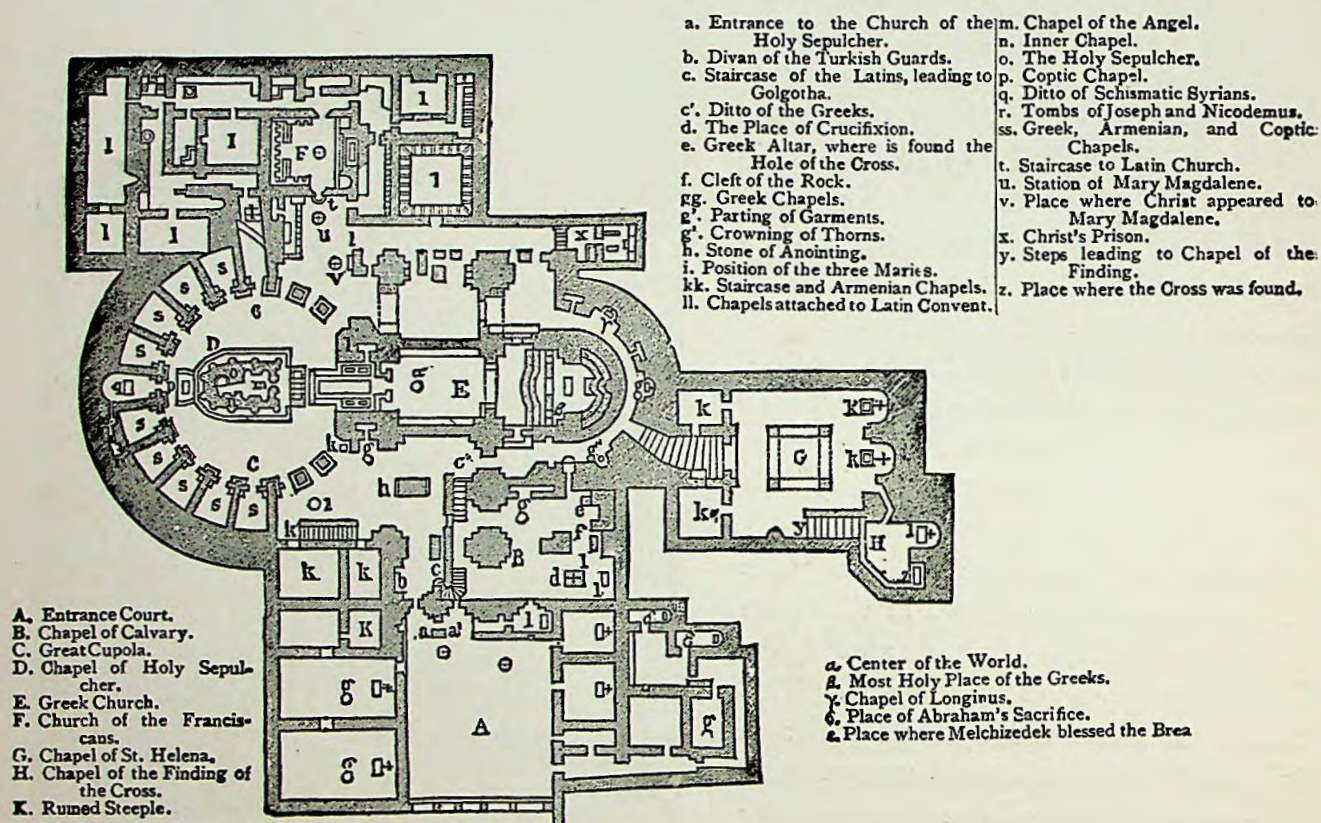 a. Entrance to the Church of the
Holy Sepulcher.
b. Divan of the Turkish Guards.
c. Staircase of the Latins, leading to
Golgotha.
c'. Ditto of the Greeks.
d. The Place of Crucifixion.
e. Greek Altar, where is found the
Hole of the Cross.
f. Cleft of the Rock.
gg. Greek Chapels.
g'. Parting of Garments.
g'. Crowning of Thorns.
h. Stone of Anointing.
i. Position of the three Maries.
kk. Staircase and Armenian Chapels.
ll. Chapels attached to Latin Convent.
m. Chapel of the Angel.
n. Inner Chapel.
o. The Holy Sepulcher.
p. Coptic Chapel.
q. Ditto of Schismatic Syrians.
r. Tombs of Joseph and Nicodemus.
ss. Greek, Armenian, and Coptic
Chapels.
t. Staircase to Latin Church.
u. Station of Mary Magdalene.
v. Place where Christ appeared to
Mary Magdalene.
x. Christ's Prison.
y. Steps leading to Chapel of the
Finding.
z. Place where the Cross was found.
A. Entrance Court.
B. Chapel of Calvary.
C. Great Cupola.
D. Chapel of Holy Sepul-
cher.
E. Greek Church.
F. Church of the Francis-
cans.
G. Chapel of St. Helena.
H. Chapel of the Finding of
the Cross.
K. Ruined Steeple.
α. Center of the World.
β. Most Holy Place of the Greeks.
γ. Chapel of Longinus.
δ. Place of Abraham's Sacrifice.
ε. Place where Melchizedek blessed the Brea
l
I
F
l
l
l
l
t
u
l
x
v
s
s
s
s
D
g
E
k
k
G
k
k
s
s
s
s
s
C
k
g
c'
h
g
e
f
y
H
z
k
B
d
l
l
k
k
b
c
K
a
a'
l
g
A
g
g